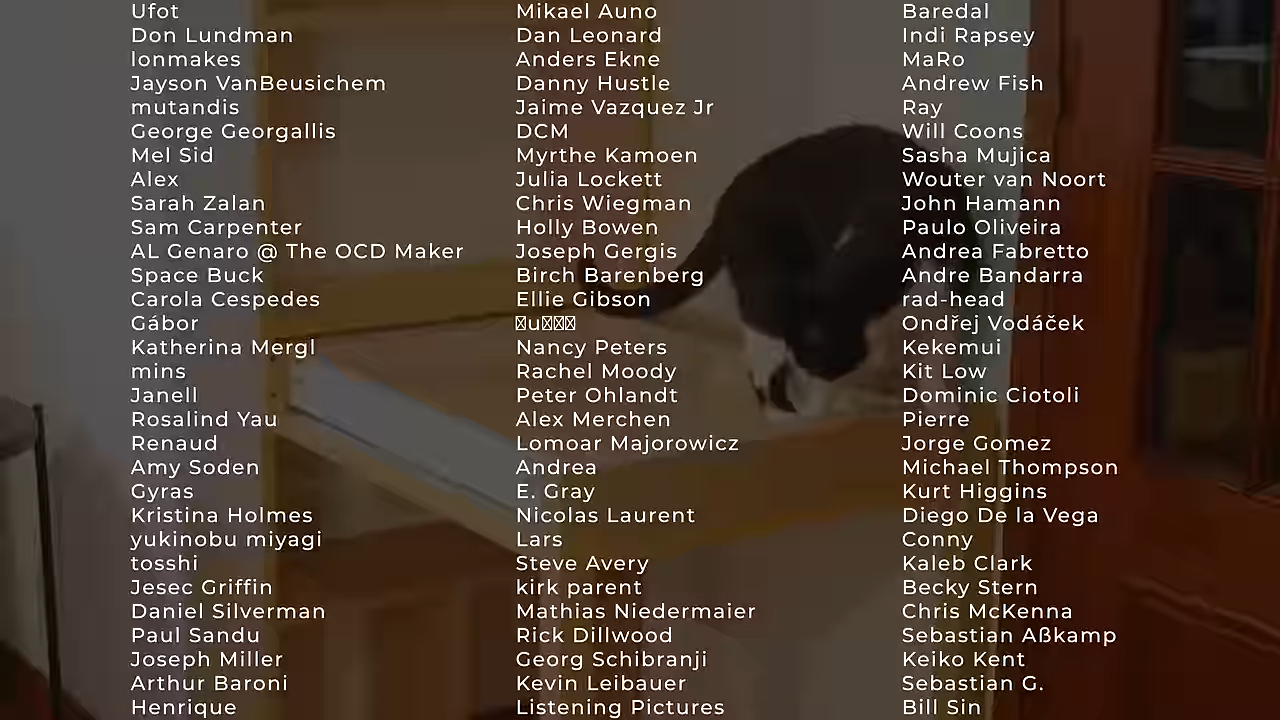 Ufot
Don Lundman
lonmakes
Jayson VanBeusichem
mutandis
George Georgallis
Mel Sid
Alex
Sarah Zalan
Sam Carpenter
AL Genaro @ The OCD Maker
Space Buck
Carola Cespedes
Gábor
Katherina Mergl
mins
Janell
Rosalind Yau
Renaud
Amy Soden
Gyras
Kristina Holmes
yukinobu miyagi
tosshi
Jesec Griffin
Daniel Silverman
Paul Sandu
Joseph Miller
Arthur Baroni
Henrique
Mikael Auno
Dan Leonard
Anders Ekne
Danny Hustle
Jaime Vazquez Jr
DCM
Myrthe Kamoen
Julia Lockett
Chris Wiegman
Holly Bowen
Joseph Gergis
Birch Barenberg
Ellie Gibson
Nancy Peters
Rachel Moody
Peter Ohlandt
Alex Merchen
Lomoar Majorowicz
Andrea
E. Gray
Nicolas Laurent
Lars
Steve Avery
kirk parent
Mathias Niedermaier
Rick Dillwood
Georg Schibranji
Kevin Leibauer
Listening Pictures
Baredal
Indi Rapsey
MaRo
Andrew Fish
Ray
Will Coons
Sasha Mujica
Wouter van Noort
John Hamann
Paulo Oliveira
Andrea Fabretto
Andre Bandarra
rad-head
Ondřej Vodáček
Kekemui
Kit Low
Dominic Ciotoli
Pierre
Jorge Gomez
Michael Thompson
Kurt Higgins
Diego De la Vega
Conny
Kaleb Clark
Becky Stern
Chris McKenna
Sebastian Aßkamp
Keiko Kent
Sebastian G.
Bill Sin